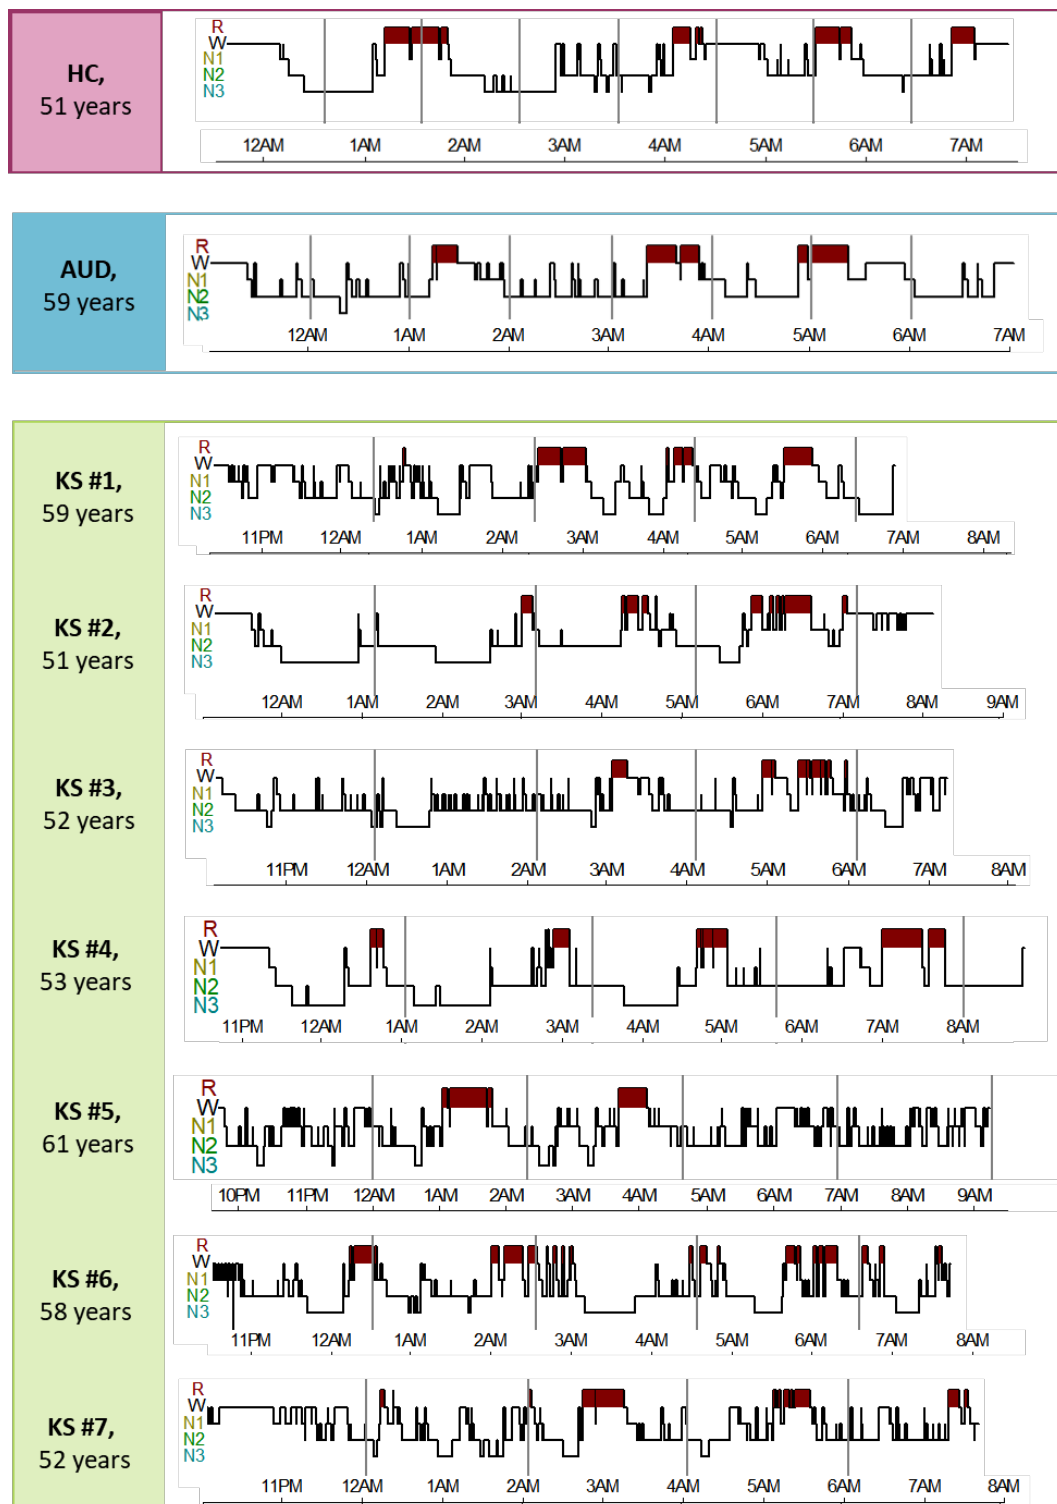 R
W
N1
N2
N3
HC,
51 years
12AM 1AM 2AM 3AM 4AM 5AM 6AM 7AM
R
W
N1
N2
N3
AUD,
59 years
12AM 1AM 2AM 3AM 4AM 5AM 6AM 7AM
R
W
N1
N2
N3
KS #1,
59 years
11PM 12AM 1AM 2AM 3AM 4AM 5AM 6AM 7AM 8AM
R
W
N1
N2
N3
KS #2,
51 years
12AM 1AM 2AM 3AM 4AM 5AM 6AM 7AM 8AM 9AM
R
W
N1
N2
N3
KS #3,
52 years
11PM 12AM 1AM 2AM 3AM 4AM 5AM 6AM 7AM 8AM
R
W
N1
N2
N3
KS #4,
53 years
11PM 12AM 1AM 2AM 3AM 4AM 5AM 6AM 7AM 8AM
R
W
N1
N2
N3
KS #5,
61 years
10PM 11PM 12AM 1AM 2AM 3AM 4AM 5AM 6AM 7AM 8AM 9AM
R
W
N1
N2
N3
KS #6,
58 years
11PM 12AM 1AM 2AM 3AM 4AM 5AM 6AM 7AM 8AM
R
W
N1
N2
N3
KS #7,
52 years
11PM 12AM 1AM 2AM 3AM 4AM 5AM 6AM 7AM 8AM